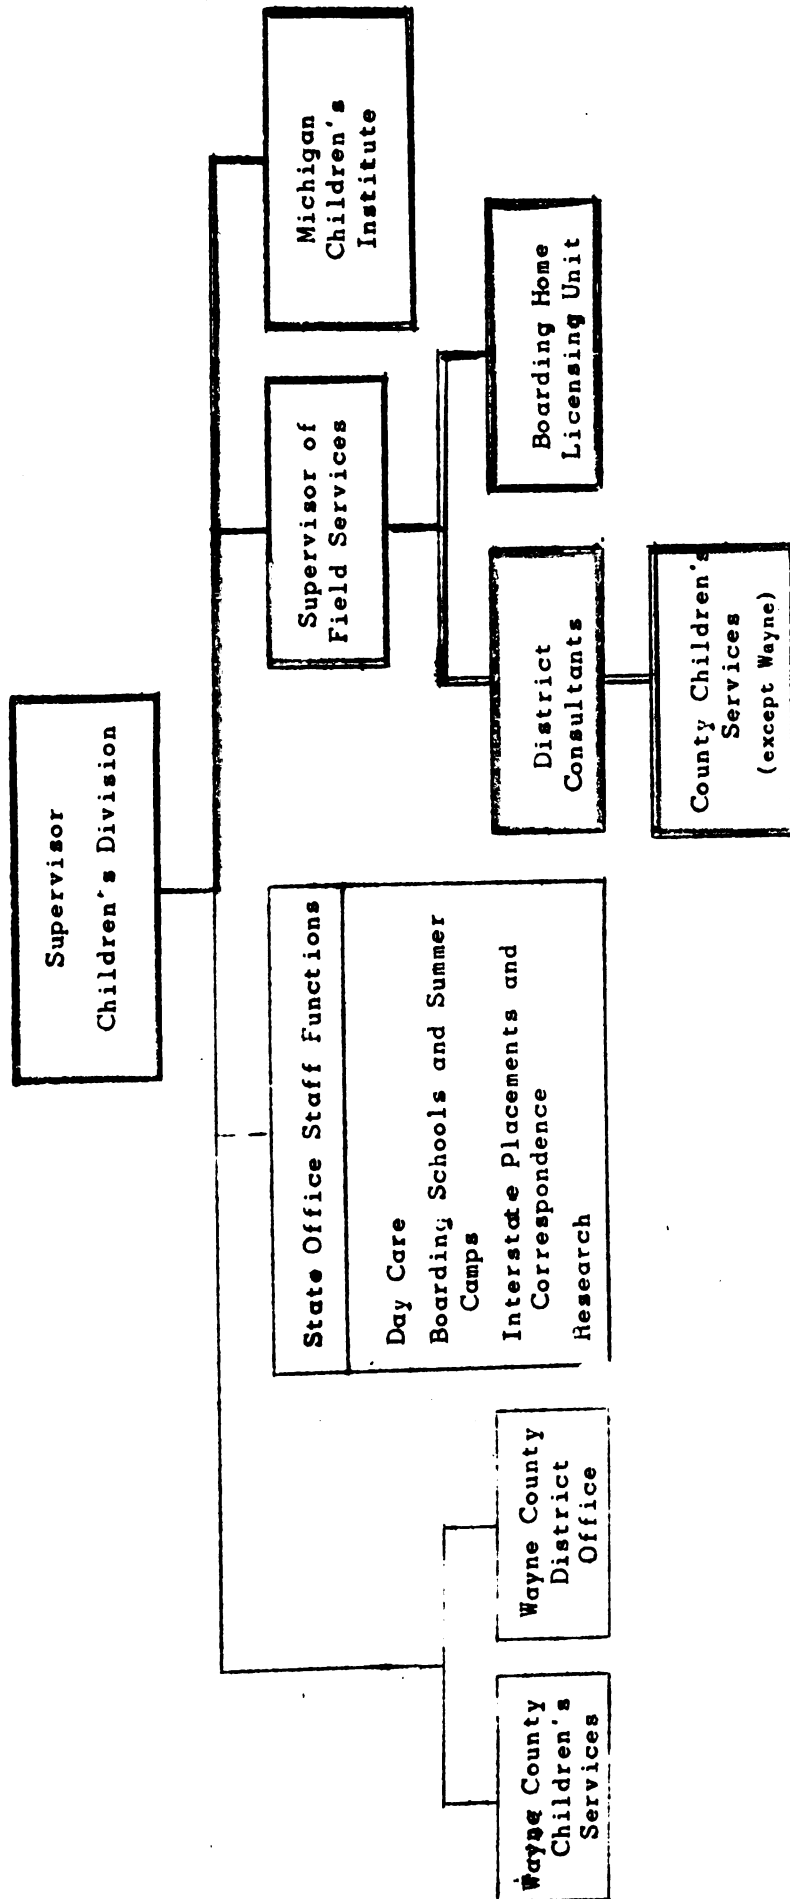 Supervisor
Children's Division
Wayne County
Children's
Services
Wayne County
District
Office
State Office Staff Functions
Day Care
Boarding Schools and Summer
Camps
Interstate Placements and
Correspondence
Research
Supervisor of
Field Services
Michigan
Children's
Institute
District
Consultants
Boarding Home
Licensing Unit
County Children's
Services
(except Wayne)